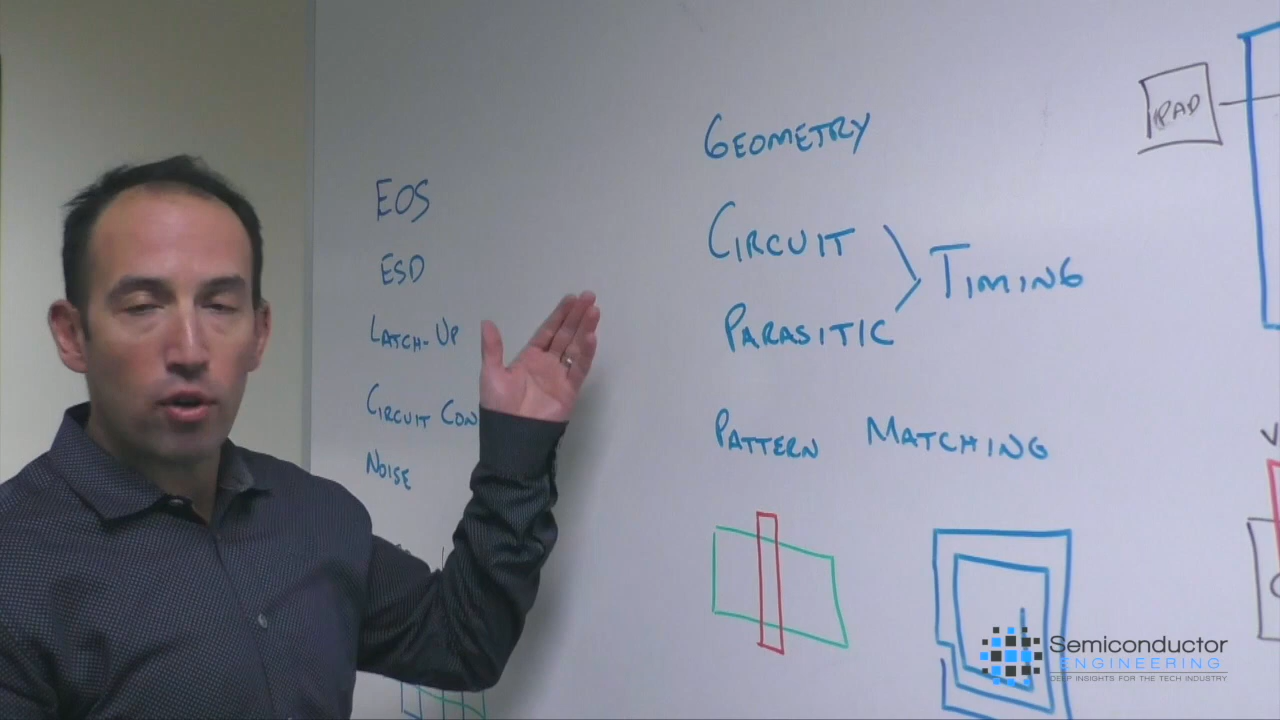 EOS
ESD
LATCH-UP
CIRCUIT CON
NOISE
GEOMETRY
CIRCUIT
PARASITIC
TIMING
PATTERN MATCHING
PAD
V
Semiconductor
ENGINEERING
DEEP INSIGHTS FOR THE TECH INDUSTRY